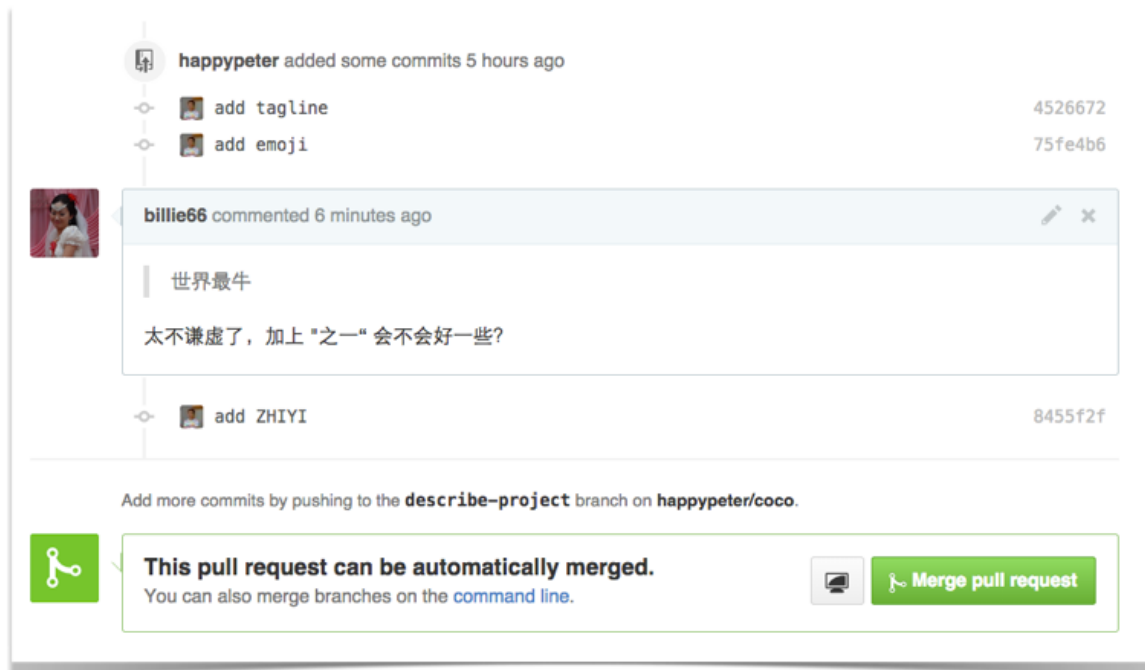 happypeter added some commits 5 hours ago
add tagline 4526672
add emoji 75fe4b6
billie66 commented 6 minutes ago
世界最牛
太不谦虚了，加上 "之一“ 会不会好一些?
add ZHIYI 8455f2f
Add more commits by pushing to the describe-project branch on happypeter/coco.
This pull request can be automatically merged.
You can also merge branches on the command line.
Merge pull request